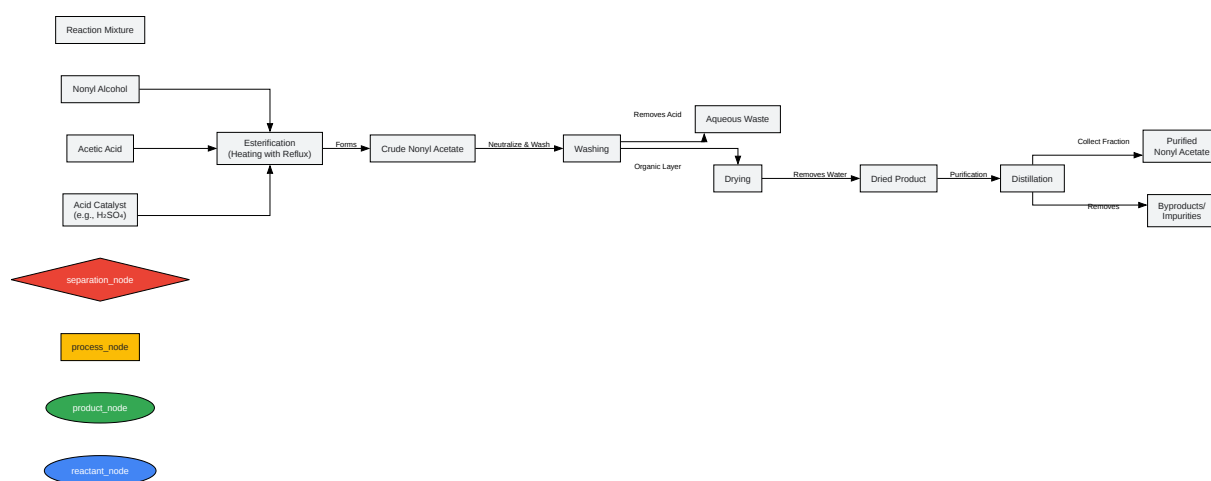 Reaction Mixture
Nonyl Alcohol
Acetic Acid
Acid Catalyst
(e.g., H₂SO₄)
Esterification
(Heating with Reflux)
Forms
Crude Nonyl Acetate
Neutralize & Wash
Washing
Removes Acid
Aqueous Waste
Organic Layer
Drying
Removes Water
Dried Product
Purification
Distillation
Collect Fraction
Purified
Nonyl Acetate
Removes
Byproducts/
Impurities
separation_node
process_node
product_node
reactant_node